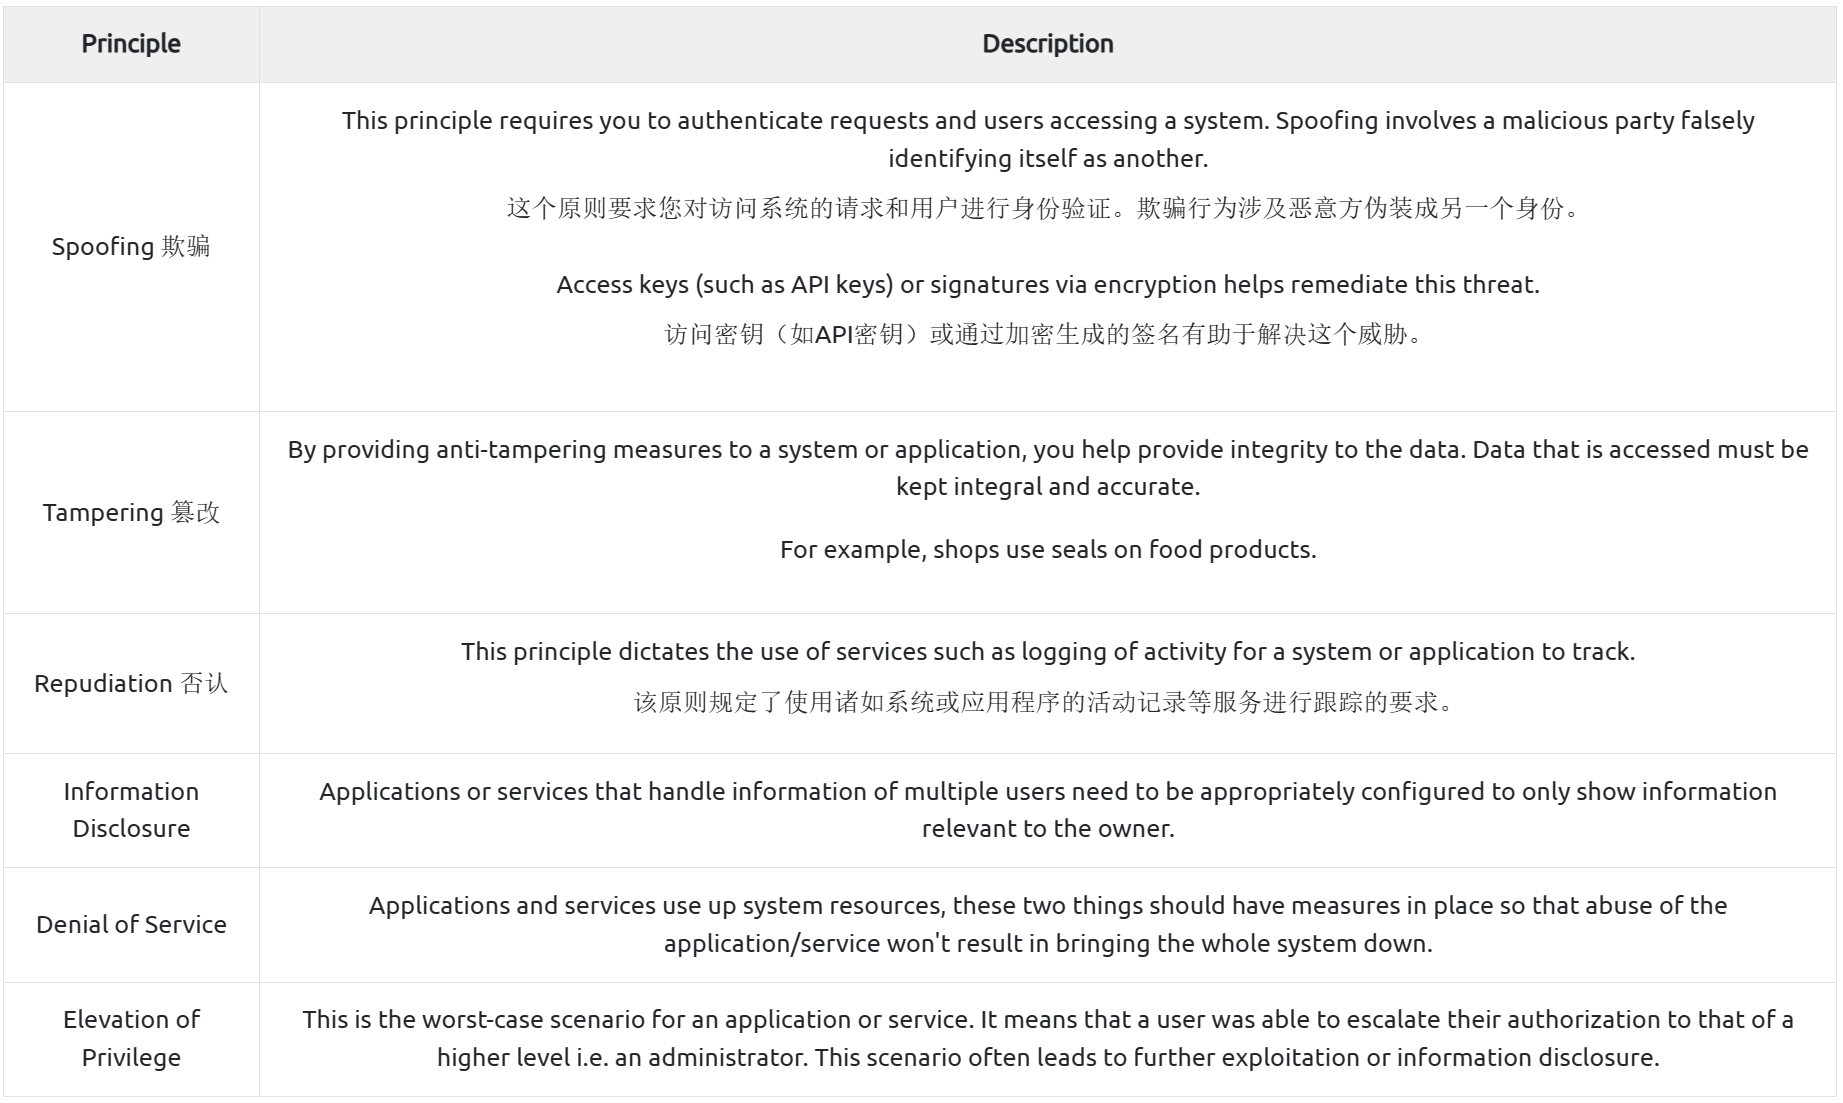 Principle
Description
Spoofing 欺骗
This principle requires you to authenticate requests and users accessing a system. Spoofing involves a malicious party falsely
identifying itself as another.
这个原则要求您对访问系统的请求和用户进行身份验证。欺骗行为涉及恶意方伪装成另一个身份。
Access keys (such as API keys) or signatures via encryption helps remediate this threat.
访问密钥（如API密钥）或通过加密生成的签名有助于解决这个威胁。
Tampering 篡改
By providing anti-tampering measures to a system or application, you help provide integrity to the data. Data that is accessed must be
kept integral and accurate.
For example, shops use seals on food products.
Repudiation 否认
This principle dictates the use of services such as logging of activity for a system or application to track.
该原则规定了使用诸如系统或应用程序的活动记录等服务进行跟踪的要求。
Information
Disclosure
Applications or services that handle information of multiple users need to be appropriately configured to only show information
relevant to the owner.
Denial of Service
Applications and services use up system resources, these two things should have measures in place so that abuse of the
application/service won't result in bringing the whole system down.
Elevation of
Privilege
This is the worst-case scenario for an application or service. It means that a user was able to escalate their authorization to that of a
higher level i.e. an administrator. This scenario often leads to further exploitation or information disclosure.